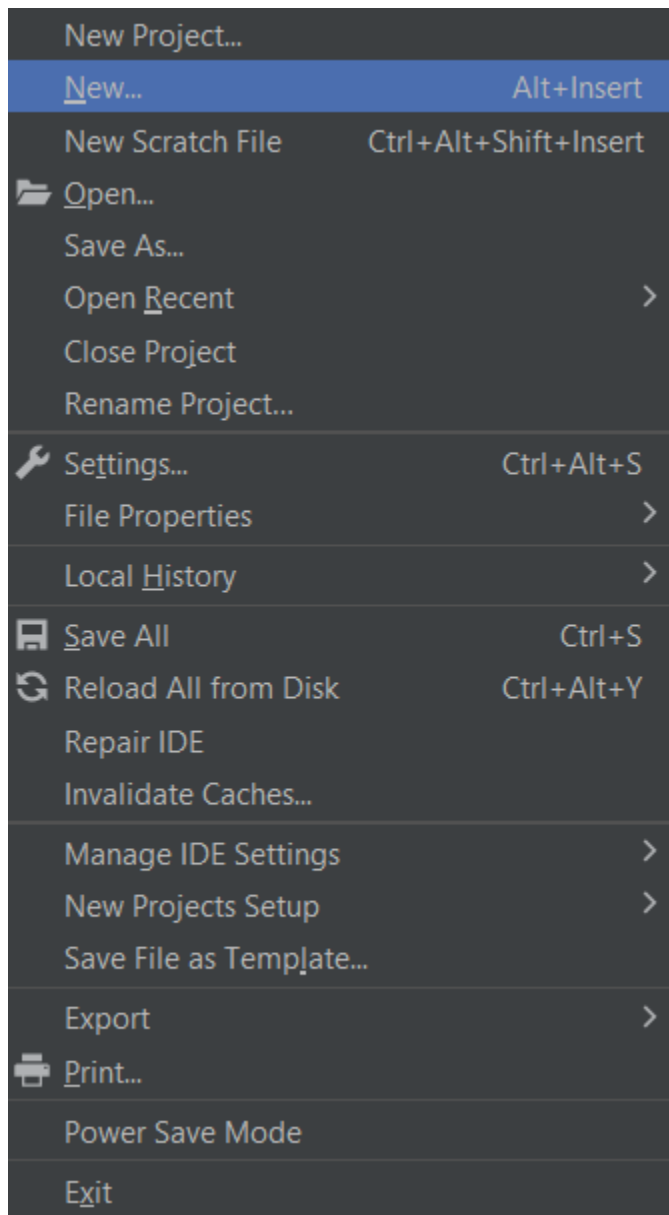 New Project...
New... Alt+Insert
New Scratch File Ctrl+Alt+Shift+Insert
Open...
Save As...
Open Recent
Close Project
Rename Project...
Settings... Ctrl+Alt+S
File Properties
Local History
Save All Ctrl+S
Reload All from Disk Ctrl+Alt+Y
Repair IDE
Invalidate Caches...
Manage IDE Settings
New Projects Setup
Save File as Template...
Export
Print...
Power Save Mode
Exit